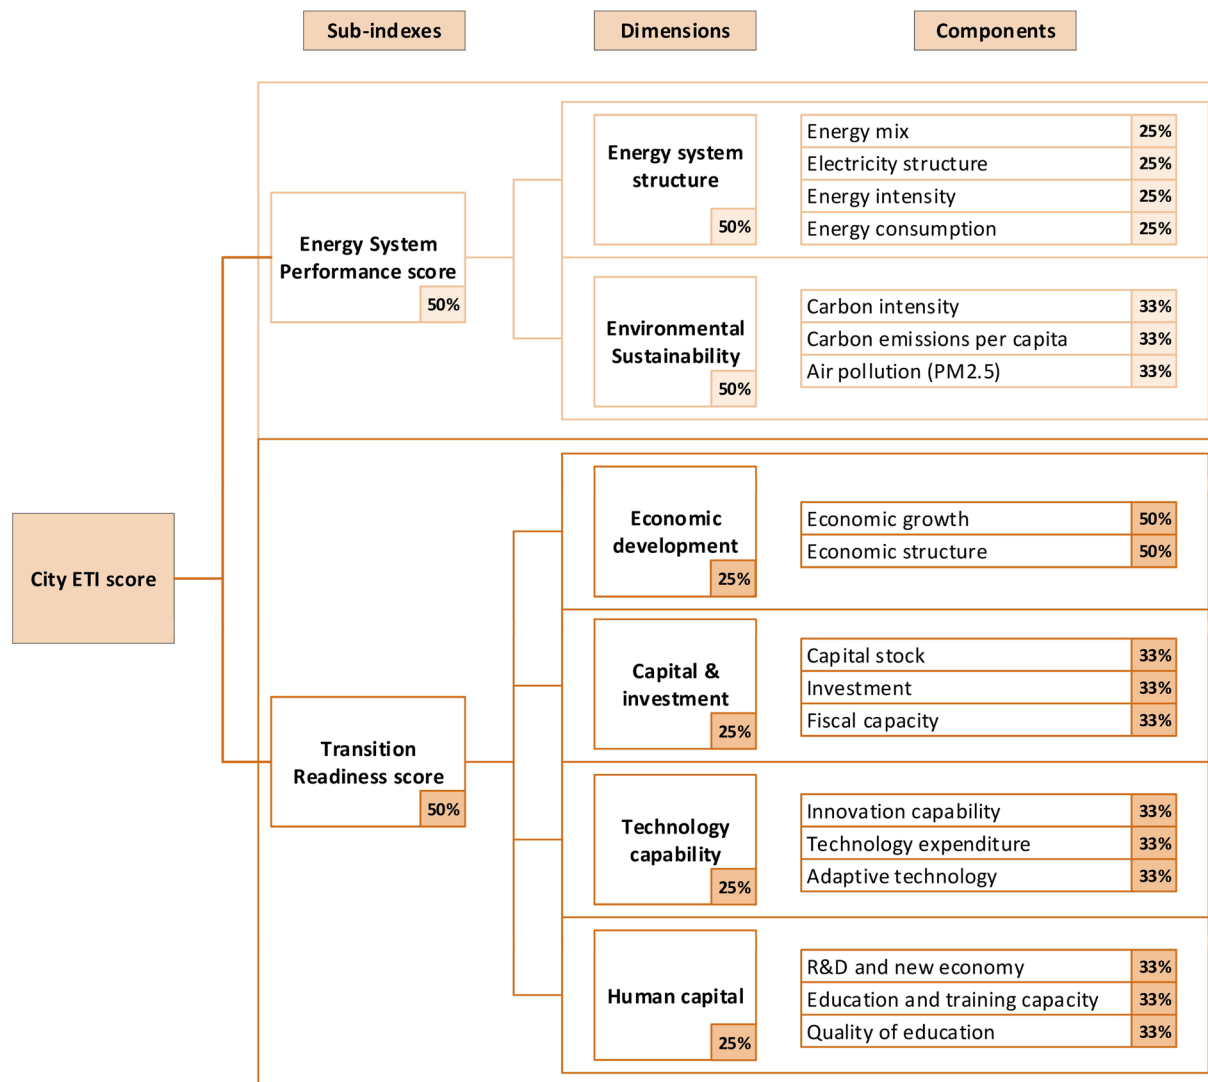 Sub-indexes
Dimensions
Components
City ETI score
Energy System
Performance score
50%
Energy system
structure
50%
Energy mix 25%
Electricity structure 25%
Energy intensity 25%
Energy consumption 25%
Environmental
Sustainability
50%
Carbon intensity 33%
Carbon emissions per capita 33%
Air pollution (PM2.5) 33%
Transition
Readiness score
50%
Economic
development
25%
Economic growth 50%
Economic structure 50%
Capital &
investment
25%
Capital stock 33%
Investment 33%
Fiscal capacity 33%
Technology
capability
25%
Innovation capability 33%
Technology expenditure 33%
Adaptive technology 33%
Human capital
25%
R&D and new economy 33%
Education and training capacity 33%
Quality of education 33%